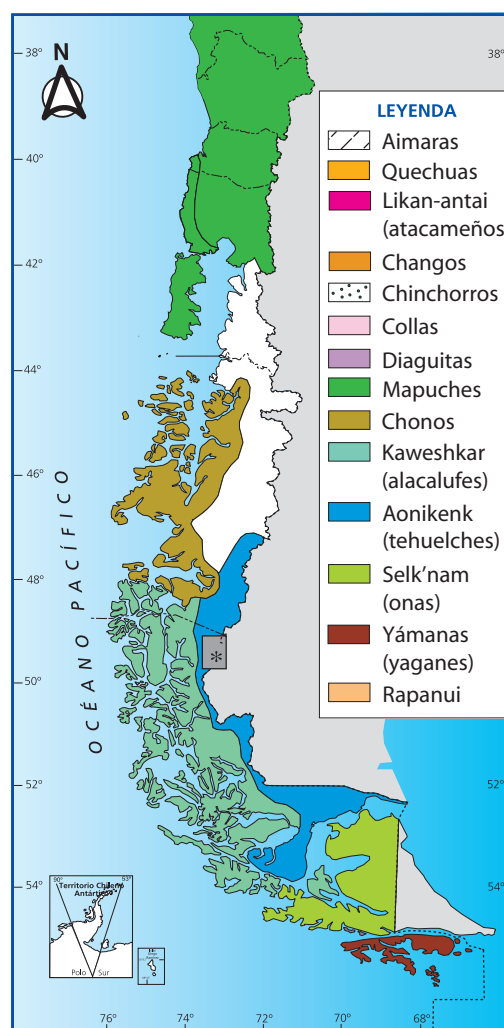 N
38°
38°
40°
42°
44°
46°
48°
50°
52°
52°
54°
54°
76°
74°
72°
70°
68°
OCÉANO PACÍFICO
*
LEYENDA
Aimaras
Quechuas
Likan-antai
(atacameños)
Changos
Chinchorros
Collas
Diaguitas
Mapuches
Chonos
Kaweshkar
(alacalufes)
Aonikenk
(tehuelches)
Selk’nam
(onas)
Yámanas
(yaganes)
Rapanui
90°
53°
Territorio Chileno
Antártico
Polo Sur